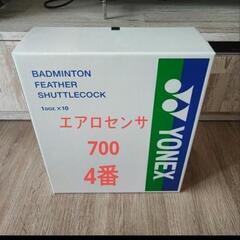 BADMINTON
FEATHER
SHUTTLECOCK
1DOZ.×10
エアロセンサ
700
4番
YONEX